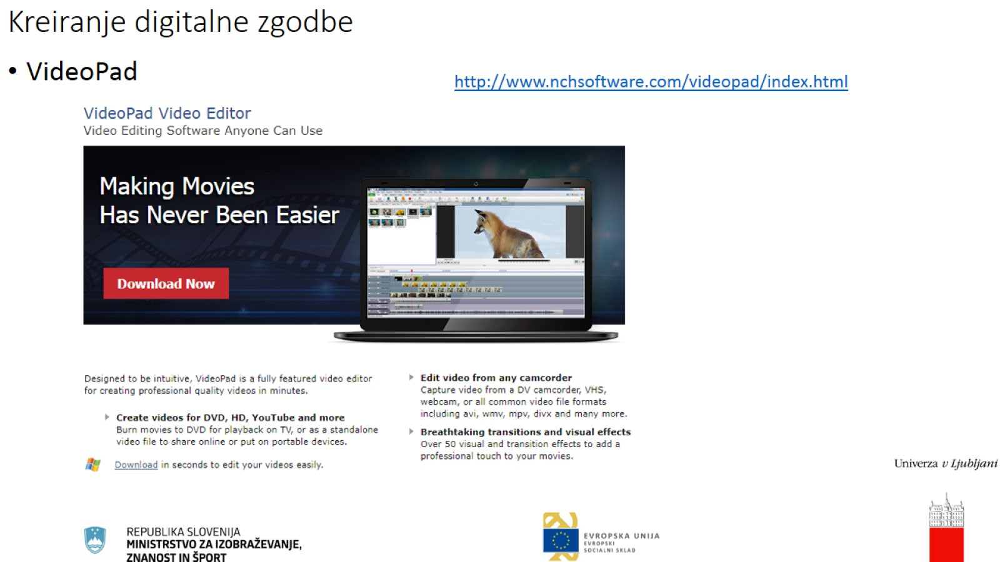 Kreiranje digitalne zgodbe
• VideoPad
http://www.nchsoftware.com/videopad/index.html
VideoPad Video Editor
Video Editing Software Anyone Can Use
Making Movies
Has Never Been Easier
Download Now
Designed to be intuitive, VideoPad is a fully featured video editor
for creating professional quality videos in minutes.
Create videos for DVD, HD, YouTube and more
Burn movies to DVD for playback on TV, or as a standalone
video file to share online or put on portable devices.
Download in seconds to edit your videos easily.
Edit video from any camcorder
Capture video from a DV camcorder, VHS,
webcam, or all common video file formats
including avi, wmv, mpv, divx and many more.
Breathtaking transitions and visual effects
Over 50 visual and transition effects to add a
professional touch to your movies.
Univerza v Ljubljani
REPUBLIKA SLOVENIJA
MINISTRSTVO ZA IZOBRAŽEVANJE,
ZNANOST IN ŠPORT
EVROPSKA UNIJA
EVROPSKI
SOCIALNI SKLAD